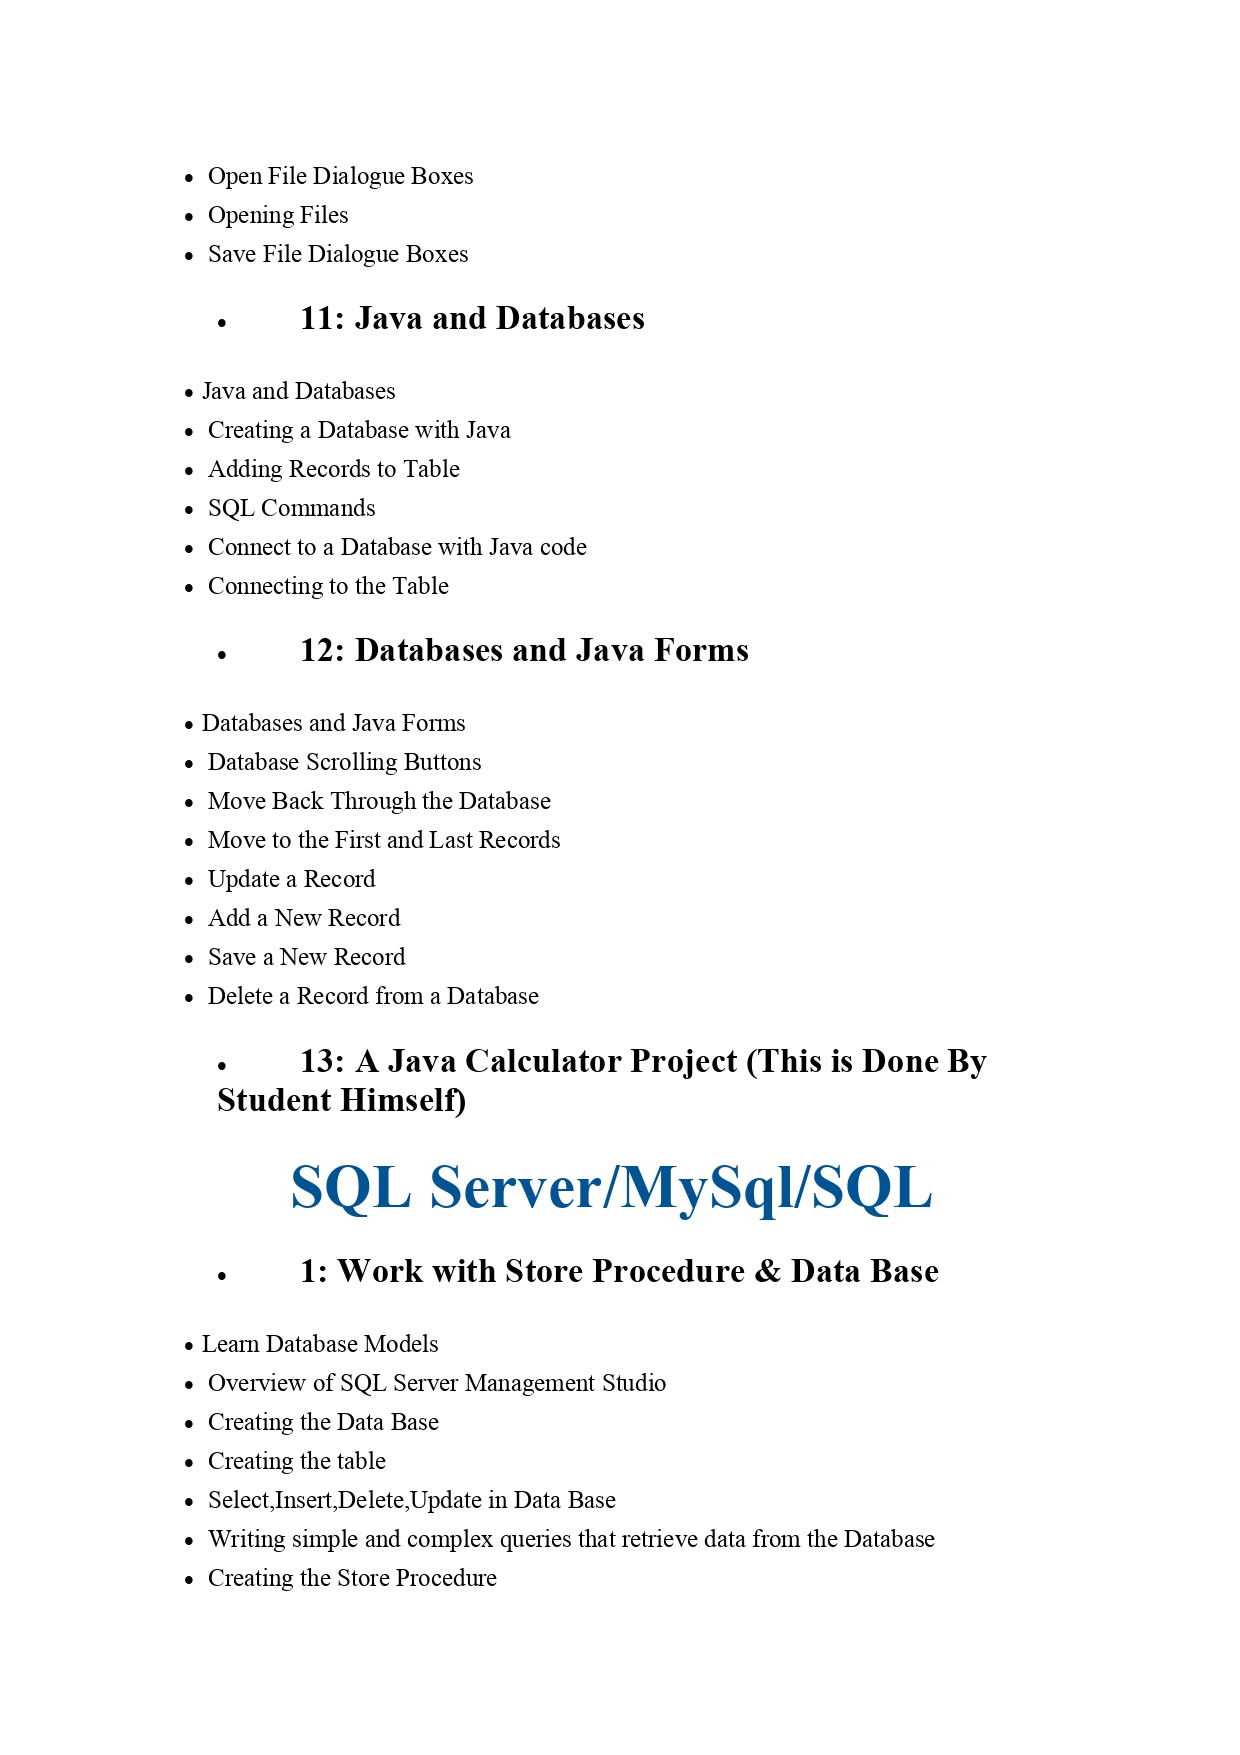 • Open File Dialogue Boxes
• Opening Files
• Save File Dialogue Boxes
• 11: Java and Databases
• Java and Databases
• Creating a Database with Java
• Adding Records to Table
• SQL Commands
• Connect to a Database with Java code
• Connecting to the Table
• 12: Databases and Java Forms
• Databases and Java Forms
• Database Scrolling Buttons
• Move Back Through the Database
• Move to the First and Last Records
• Update a Record
• Add a New Record
• Save a New Record
• Delete a Record from a Database
• 13: A Java Calculator Project (This is Done By
Student Himself)
SQL Server/MySql/SQL
• 1: Work with Store Procedure & Data Base
• Learn Database Models
• Overview of SQL Server Management Studio
• Creating the Data Base
• Creating the table
• Select,Insert,Delete,Update in Data Base
• Writing simple and complex queries that retrieve data from the Database
• Creating the Store Procedure